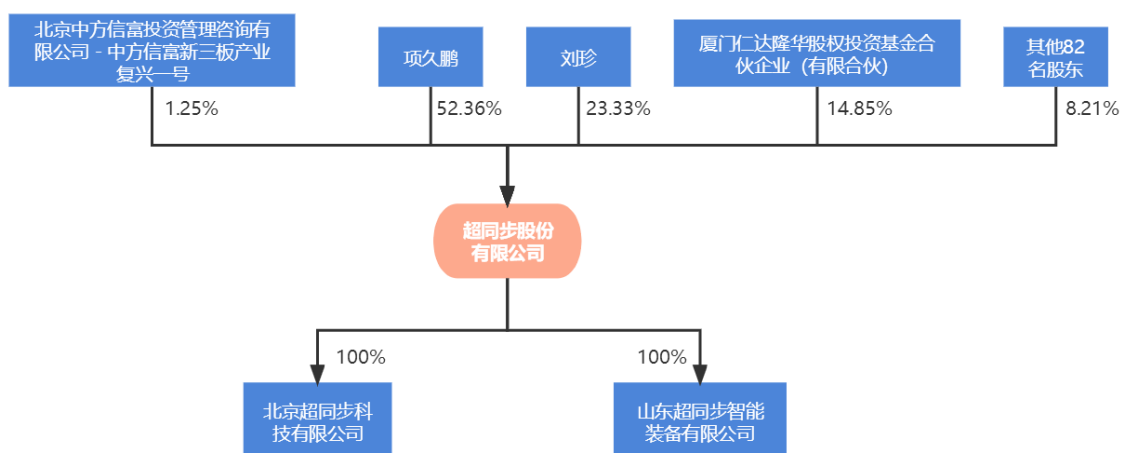 北京中方信富投资管理咨询有
限公司－中方信富新三板产业
复兴一号
项久鹏
刘珍
厦门仁达隆华股权投资基金合
伙企业（有限合伙）
其他82
名股东
1.25%
52.36%
23.33%
14.85%
8.21%
超同步股份
有限公司
100%
100%
北京超同步科
技有限公司
山东超同步智能
装备有限公司